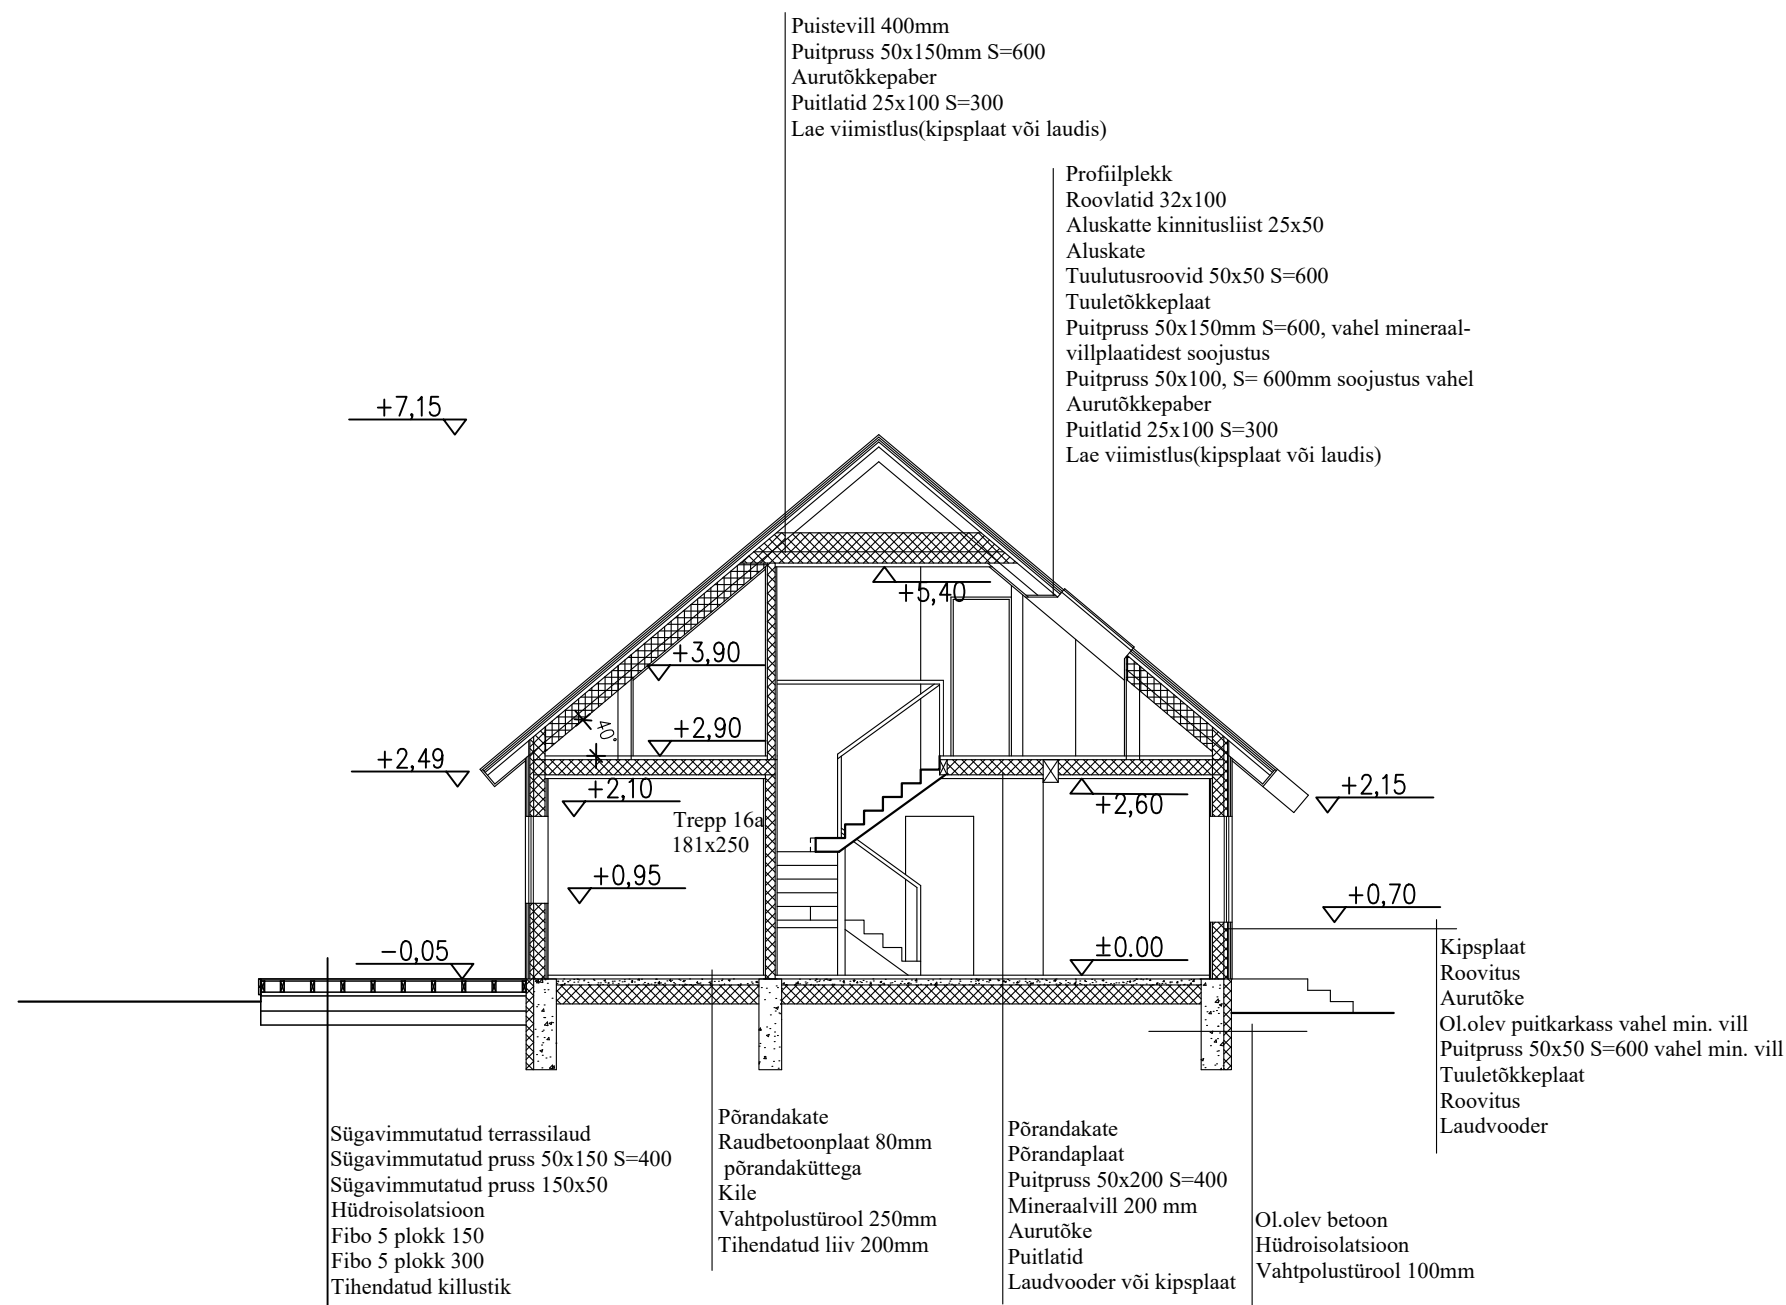 Puistevill 400mm
Puitpruss 50x150mm S=600
Aurutõkkepaber
Puitlatid 25x100 S=300
Lae viimistlus(kipsplaat või laudis)
Profiilplekk
Roovlatid 32x100
Aluskatte kinnitusliist 25x50
Aluskate
Tuulutusroovid 50x50 S=600
Tuuletõkkeplaat
Puitpruss 50x150mm S=600, vahel mineraal-
villplaatidest soojustus
Puitpruss 50x100, S= 600mm soojustus vahel
Aurutõkkepaber
Puitlatid 25x100 S=300
Lae viimistlus(kipsplaat või laudis)
+7,15
+5,40
+3,90
40°
+2,90
+2,49
+2,10
+2,60
+2,15
Trepp 16a
181x250
+0,95
+0,70
−0,05
±0.00
Kipsplaat
Roovitus
Aurutõke
Ol.olev puitkarkass vahel min. vill
Puitpruss 50x50 S=600 vahel min. vill
Tuuletõkkeplaat
Roovitus
Laudvooder
Sügavimmutatud terrassilaud
Sügavimmutatud pruss 50x150 S=400
Sügavimmutatud pruss 150x50
Hüdroisolatsioon
Fibo 5 plokk 150
Fibo 5 plokk 300
Tihendatud killustik
Põrandakate
Raudbetoonplaat 80mm
põrandaküttega
Kile
Vahtpolustürool 250mm
Tihendatud liiv 200mm
Põrandakate
Põrandaplaat
Puitpruss 50x200 S=400
Mineraalvill 200 mm
Aurutõke
Puitlatid
Laudvooder või kipsplaat
Ol.olev betoon
Hüdroisolatsioon
Vahtpolustürool 100mm